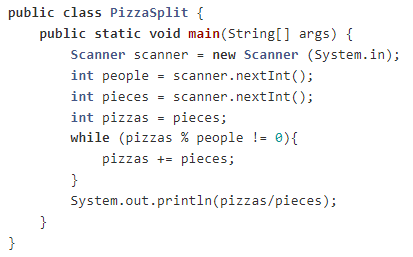 public class PizzaSplit {
    public static void main(String[] args) {
        Scanner scanner = new Scanner (System.in);
        int people = scanner.nextInt();
        int pieces = scanner.nextInt();
        int pizzas = pieces;
        while (pizzas % people != 0){
            pizzas += pieces;
        }
        System.out.println(pizzas/pieces);
    }
}